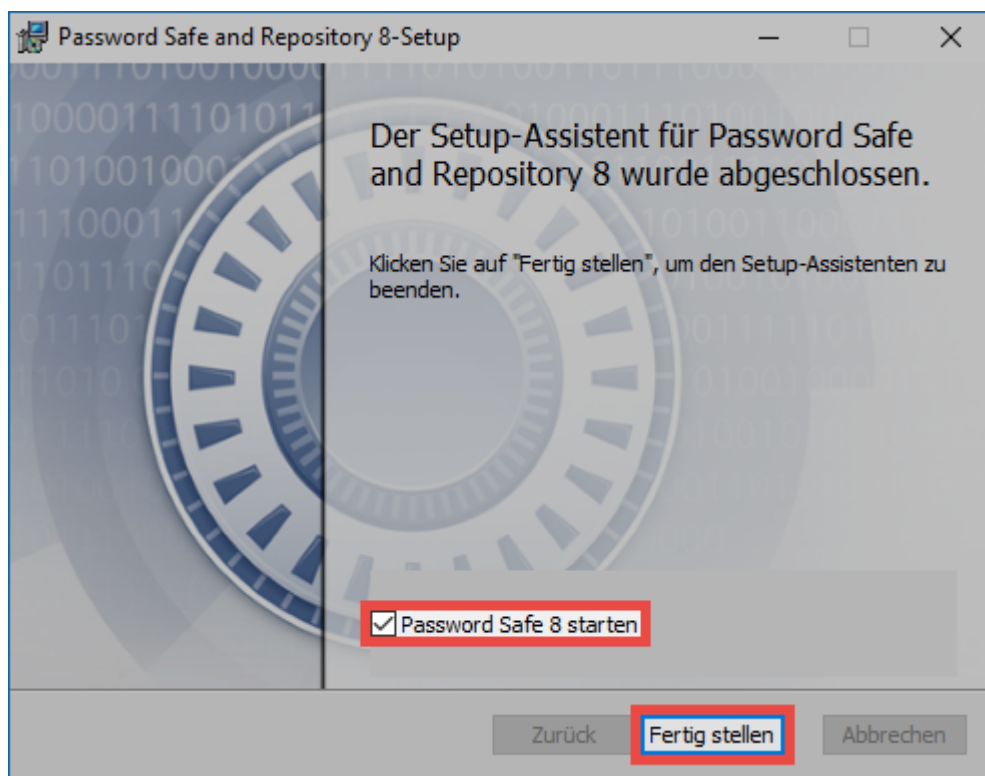 Password Safe and Repository 8-Setup
Der Setup-Assistent für Password Safe
and Repository 8 wurde abgeschlossen.
Klicken Sie auf "Fertig stellen", um den Setup-Assistenten zu
beenden.
Password Safe 8 starten
Zurück
Fertig stellen
Abbrechen